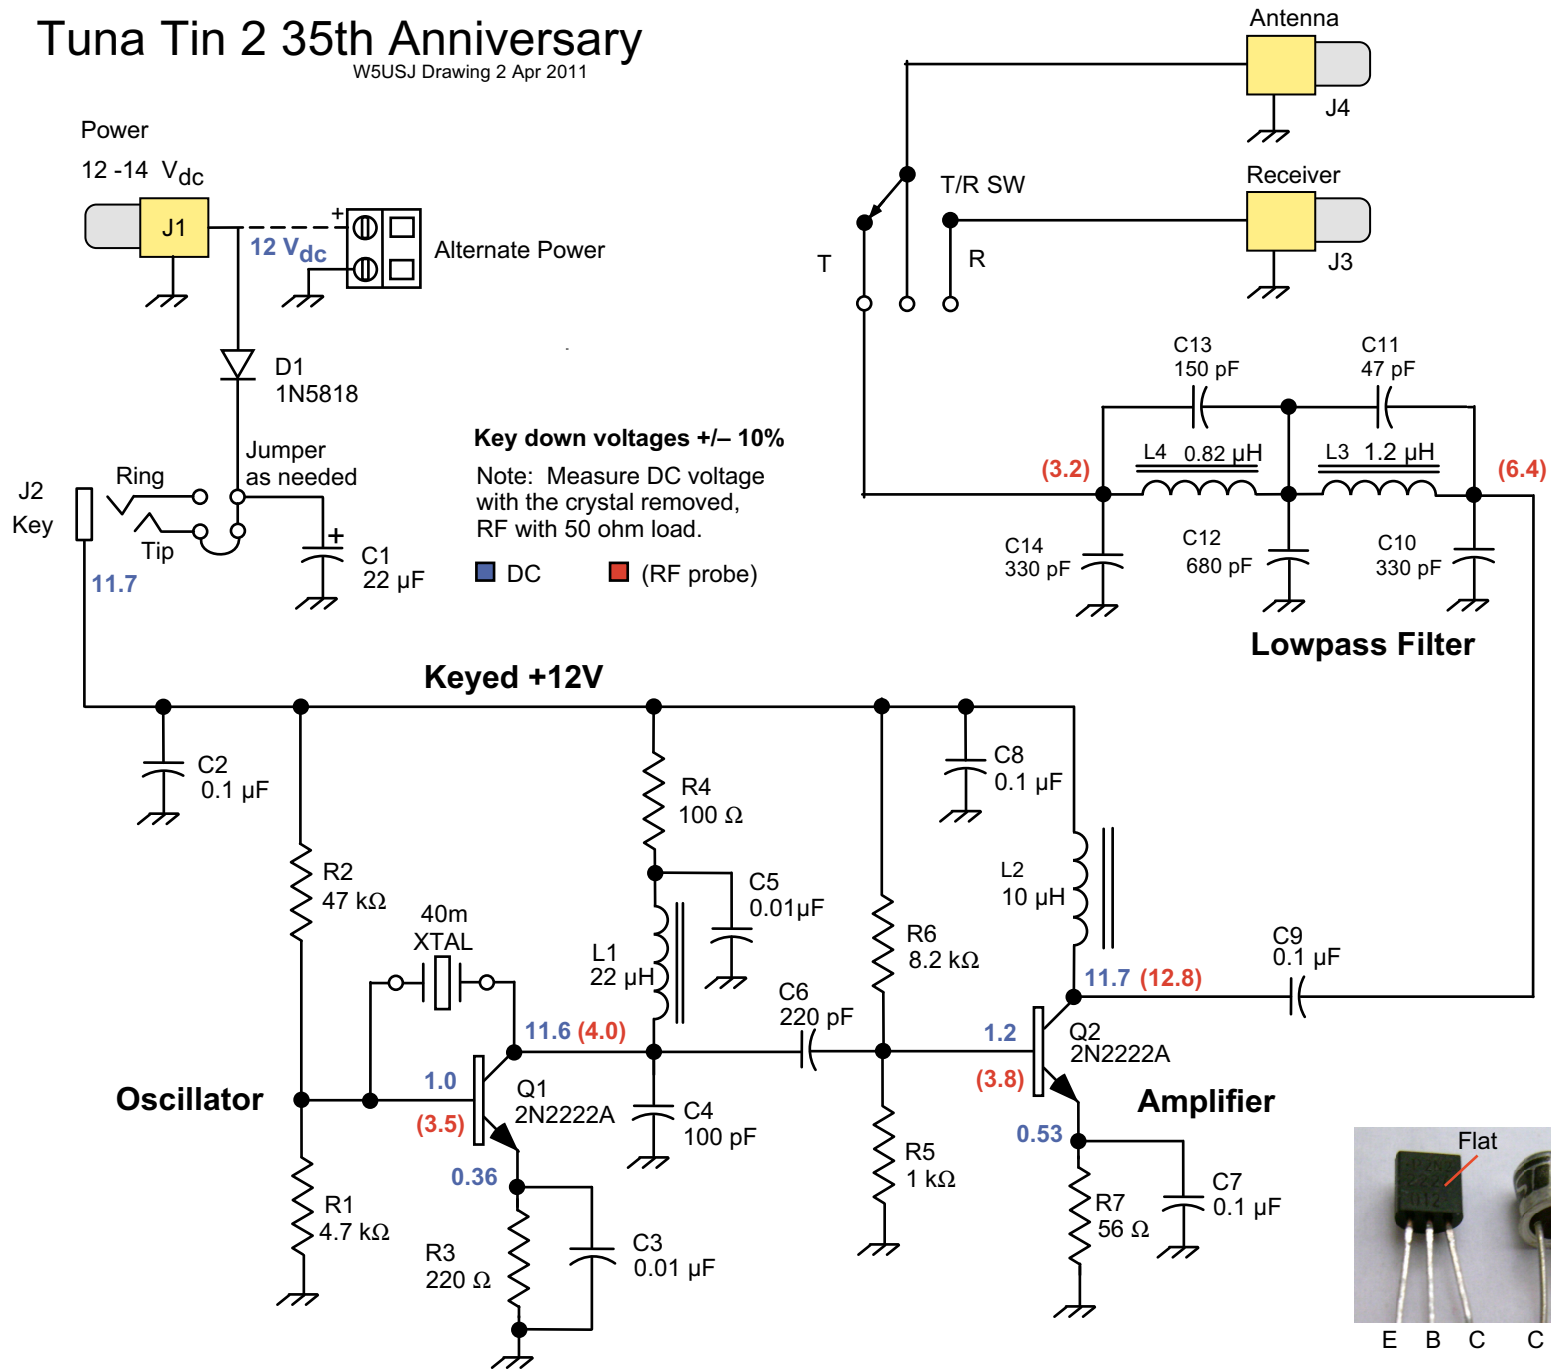 Tuna Tin 2 35th Anniversary
W5USJ Drawing 2 Apr 2011
Antenna
J4
Power
12 -14 Vdc
J1
+
12 Vdc
Alternate Power
T/R SW
Receiver
J3
T
R
D1
1N5818
Jumper
as needed
Ring
J2
Key
Tip
+
C1
22 µF
11.7
Key down voltages +/– 10%
Note: Measure DC voltage
with the crystal removed,
RF with 50 ohm load.
DC
(RF probe)
C13
150 pF
C11
47 pF
L4 0.82 µH
L3 1.2 µH
(3.2)
(6.4)
C14
330 pF
C12
680 pF
C10
330 pF
Lowpass Filter
Keyed +12V
C2
0.1 µF
R4
100 Ω
C8
0.1 µF
R2
47 kΩ
C5
0.01µF
L2
10 µH
40m
XTAL
L1
22 µH
R6
8.2 kΩ
C9
0.1 µF
C6
220 pF
11.7 (12.8)
11.6 (4.0)
1.2
Q2
2N2222A
(3.8)
Oscillator
1.0
(3.5)
Q1
2N2222A
C4
100 pF
Amplifier
0.53
0.36
R5
1 kΩ
R7
56 Ω
C7
0.1 µF
R1
4.7 kΩ
R3
220 Ω
C3
0.01 µF
Flat
E B C C